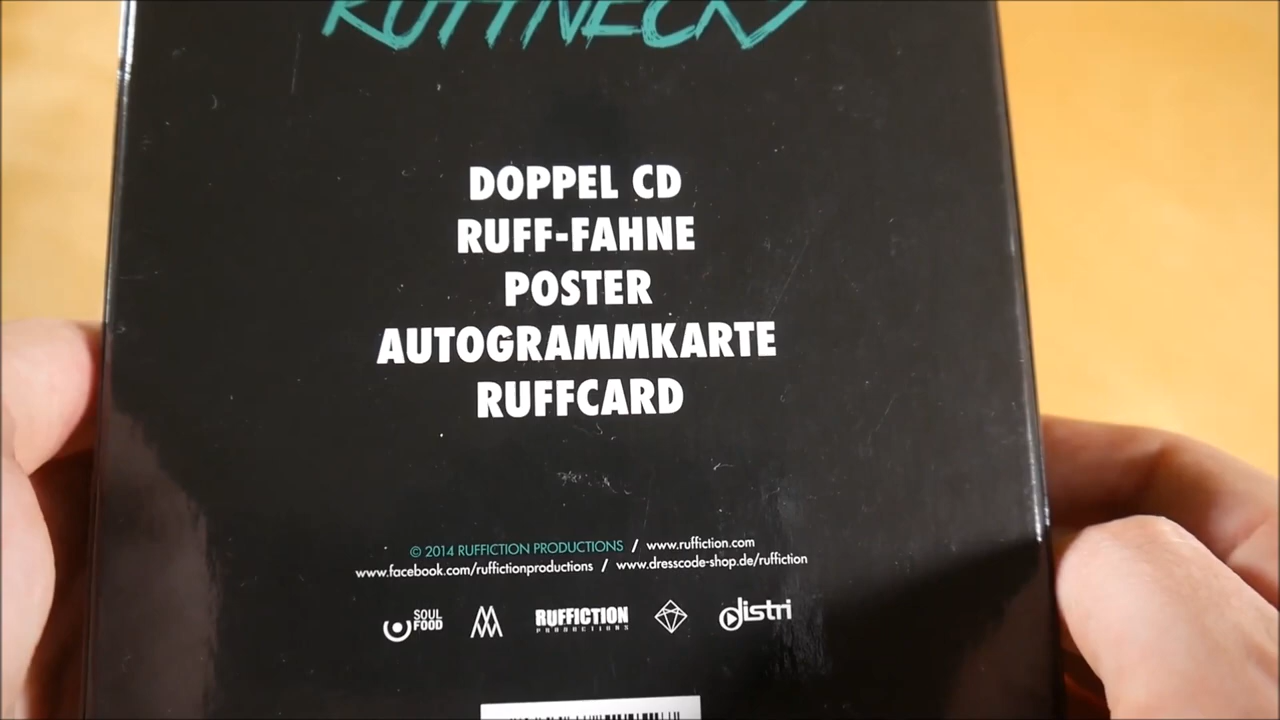 RUFFNECK
DOPPEL CD
RUFF-FAHNE
POSTER
AUTOGRAMMKARTE
RUFFCARD
© 2014 RUFFICTION PRODUCTIONS / www.ruffiction.com
www.facebook.com/ruffictionproductions / www.dresscode-shop.de/ruffiction
SOUL FOOD RUFFICTION PRODUCTIONS distri